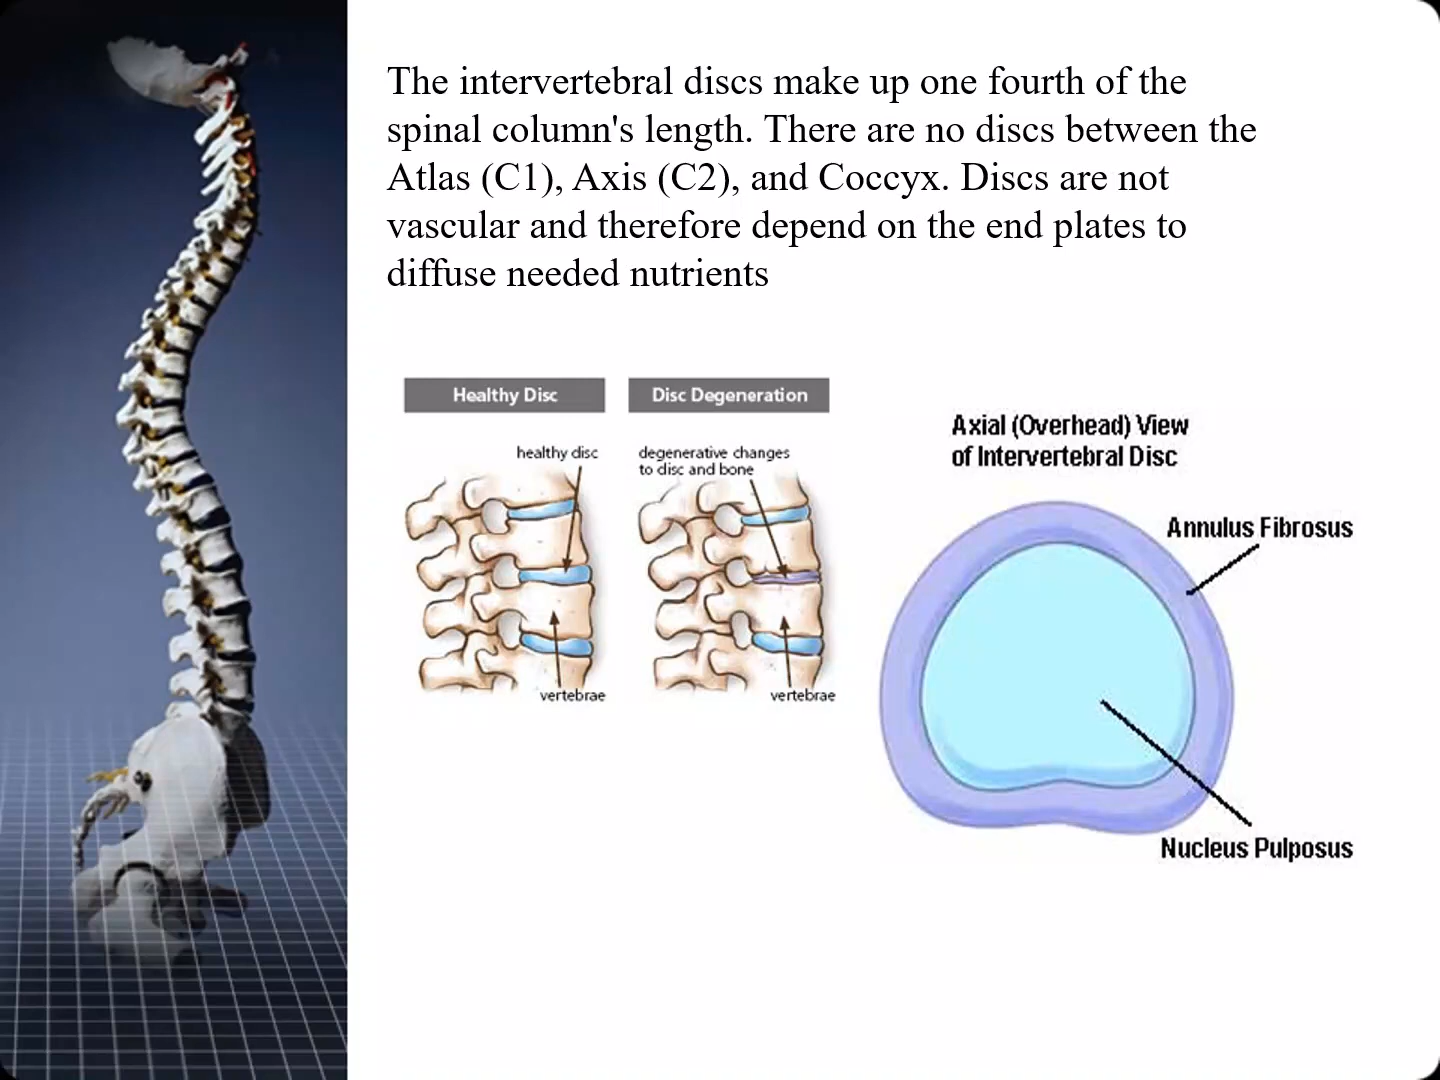 The intervertebral discs make up one fourth of the
spinal column's length. There are no discs between the
Atlas (C1), Axis (C2), and Coccyx. Discs are not
vascular and therefore depend on the end plates to
diffuse needed nutrients
Healthy Disc
healthy disc
vertebrae
Disc Degeneration
degenerative changes
to disc and bone
vertebrae
Axial (Overhead) View
of Intervertebral Disc
Annulus Fibrosus
Nucleus Pulposus